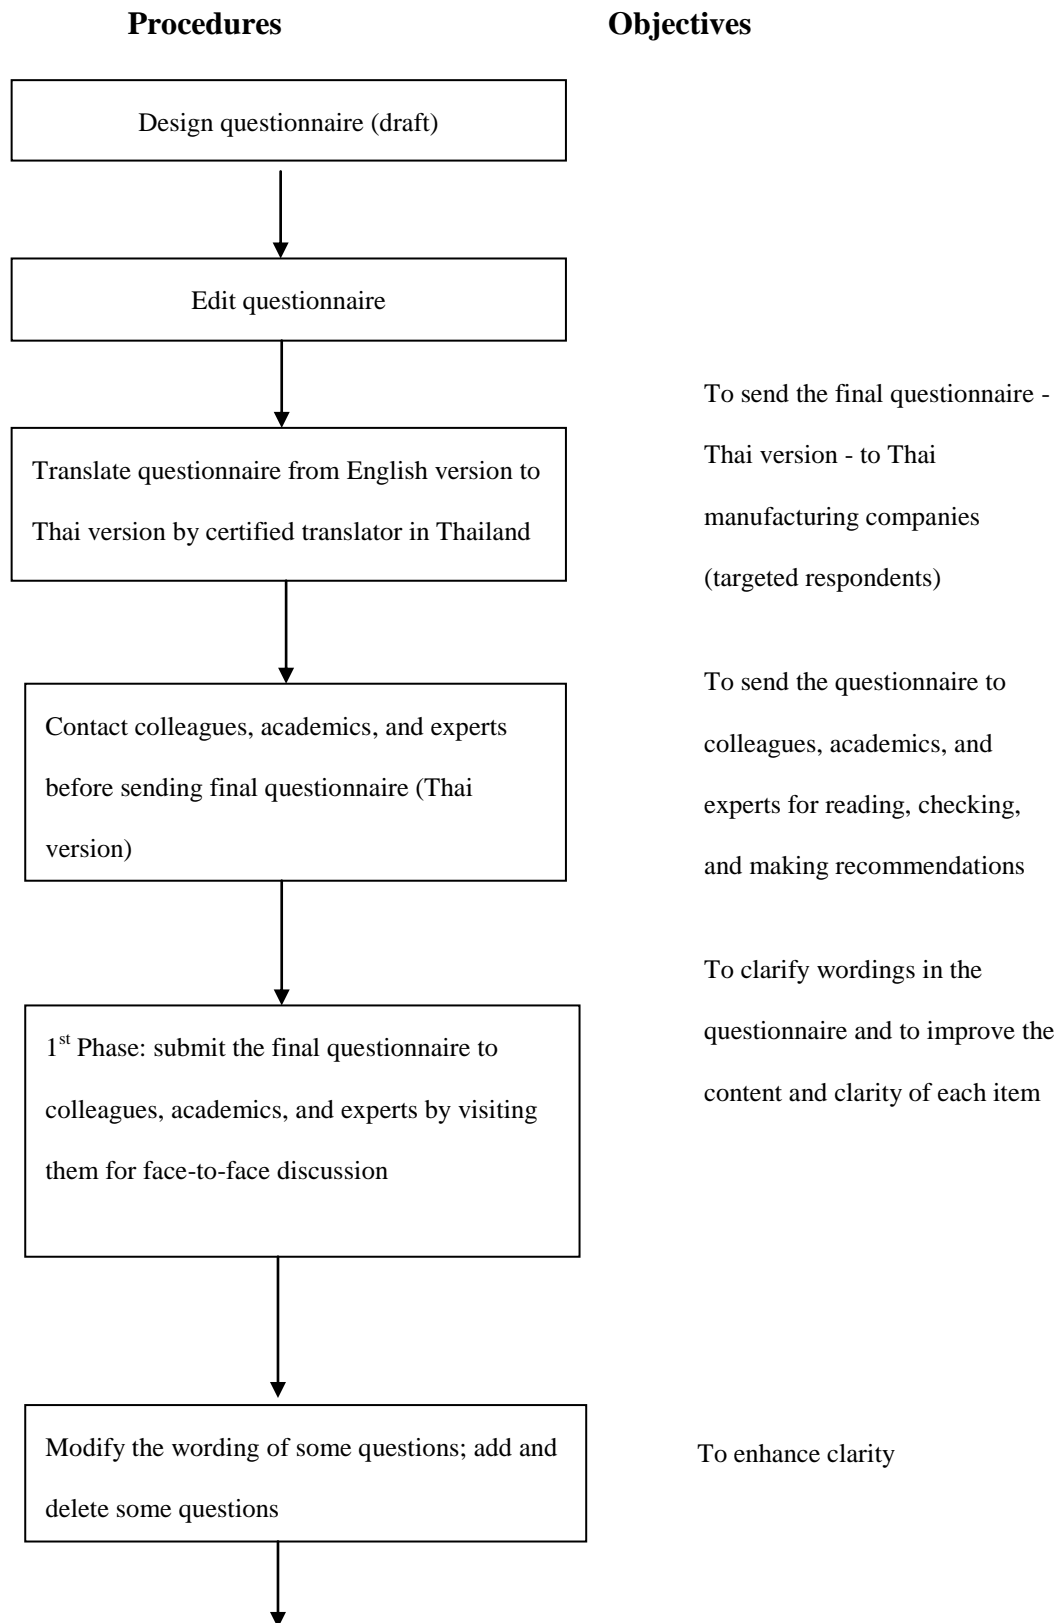 Procedures Objectives
Design questionnaire (draft)
Edit questionnaire
To send the final questionnaire -
Thai version - to Thai
manufacturing companies
(targeted respondents)
Translate questionnaire from English version to
Thai version by certified translator in Thailand
To send the questionnaire to
colleagues, academics, and
experts for reading, checking,
and making recommendations
Contact colleagues, academics, and experts
before sending final questionnaire (Thai
version)
To clarify wordings in the
questionnaire and to improve the
content and clarity of each item
1st Phase: submit the final questionnaire to
colleagues, academics, and experts by visiting
them for face-to-face discussion
Modify the wording of some questions; add and
delete some questions
To enhance clarity